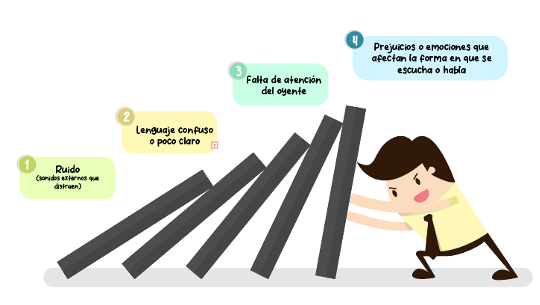 1
Ruido
(sonidos externos que
distraen)
2
Lenguaje confuso
o poco claro
3
Falta de atención
del oyente
4
Prejuicios o emociones que
afectan la forma en que se
escucha o habla